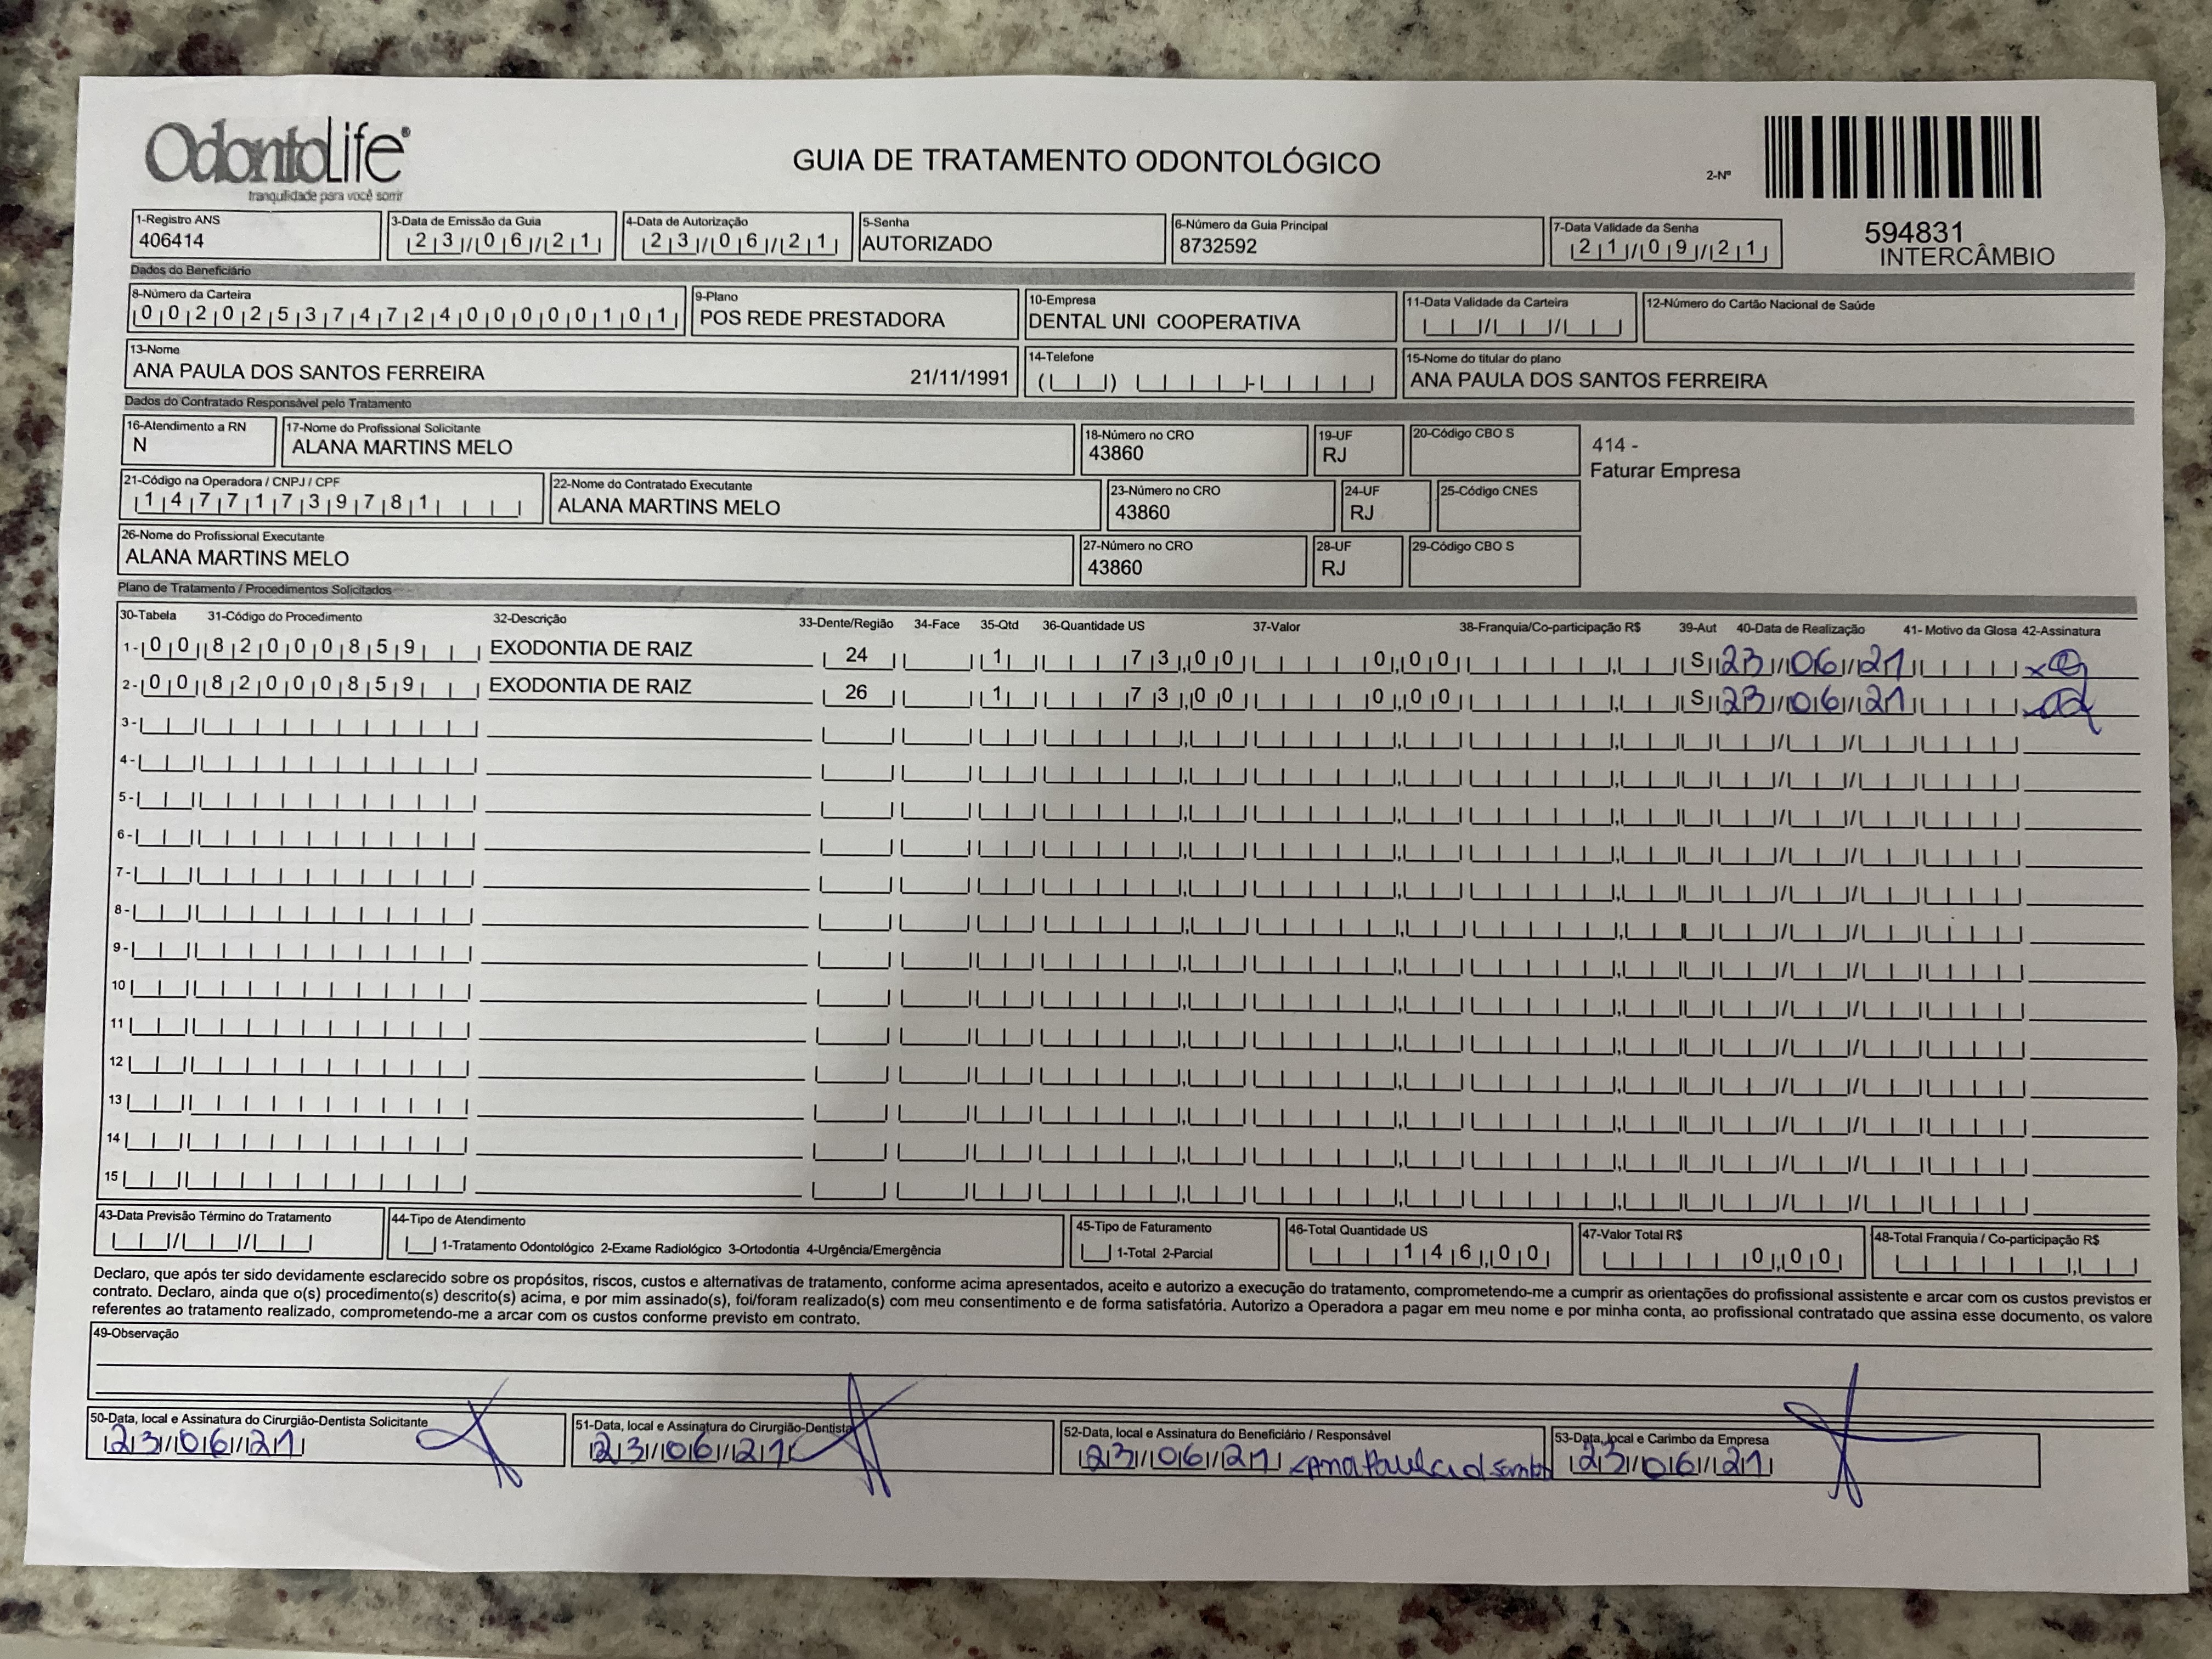 OdontoLife®
tranquilidade para você sorrir
GUIA DE TRATAMENTO ODONTOLÓGICO
2-Nº
594831
INTERCÂMBIO
1-Registro ANS
406414
3-Data de Emissão da Guia
23/06/21
4-Data de Autorização
23/06/21
5-Senha
AUTORIZADO
6-Número da Guia Principal
8732592
7-Data Validade da Senha
21/09/21
Dados do Beneficiário
8-Número da Carteira
00202537472400000101
9-Plano
POS REDE PRESTADORA
10-Empresa
DENTAL UNI COOPERATIVA
11-Data Validade da Carteira
12-Número do Cartão Nacional de Saúde
13-Nome
ANA PAULA DOS SANTOS FERREIRA 21/11/1991
14-Telefone
15-Nome do titular do plano
ANA PAULA DOS SANTOS FERREIRA
Dados do Contratado Responsável pelo Tratamento
16-Atendimento a RN
N
17-Nome do Profissional Solicitante
ALANA MARTINS MELO
18-Número no CRO
43860
19-UF
RJ
20-Código CBO S
414 -
Faturar Empresa
21-Código na Operadora / CNPJ / CPF
14771739781
22-Nome do Contratado Executante
ALANA MARTINS MELO
23-Número no CRO
43860
24-UF
RJ
25-Código CNES
26-Nome do Profissional Executante
ALANA MARTINS MELO
27-Número no CRO
43860
28-UF
RJ
29-Código CBO S
Plano de Tratamento / Procedimentos Solicitados
30-Tabela 31-Código do Procedimento 32-Descrição 33-Dente/Região 34-Face 35-Qtd 36-Quantidade US 37-Valor 38-Franquia/Co-participação R$ 39-Aut 40-Data de Realização 41- Motivo da Glosa 42-Assinatura
1- 00 82000859 EXODONTIA DE RAIZ 24 1 73,00 0,00 S 23/06/21
2- 00 82000859 EXODONTIA DE RAIZ 26 1 73,00 0,00 S 23/06/21
3-
4-
5-
6-
7-
8-
9-
10
11
12
13
14
15
43-Data Previsão Término do Tratamento
44-Tipo de Atendimento
1-Tratamento Odontológico 2-Exame Radiológico 3-Ortodontia 4-Urgência/Emergência
45-Tipo de Faturamento
1-Total 2-Parcial
46-Total Quantidade US
146,00
47-Valor Total R$
0,00
48-Total Franquia / Co-participação R$
Declaro, que após ter sido devidamente esclarecido sobre os propósitos, riscos, custos e alternativas de tratamento, conforme acima apresentados, aceito e autorizo a execução do tratamento, comprometendo-me a cumprir as orientações do profissional assistente e arcar com os custos previstos er
contrato. Declaro, ainda que o(s) procedimento(s) descrito(s) acima, e por mim assinado(s), foi/foram realizado(s) com meu consentimento e de forma satisfatória. Autorizo a Operadora a pagar em meu nome e por minha conta, ao profissional contratado que assina esse documento, os valore
referentes ao tratamento realizado, comprometendo-me a arcar com os custos conforme previsto em contrato.
49-Observação
50-Data, local e Assinatura do Cirurgião-Dentista Solicitante
23/06/21
51-Data, local e Assinatura do Cirurgião-Dentista
23/06/21
52-Data, local e Assinatura do Beneficiário / Responsável
23/06/21 Ana Paula d Santos
53-Data, local e Carimbo da Empresa
23/06/21